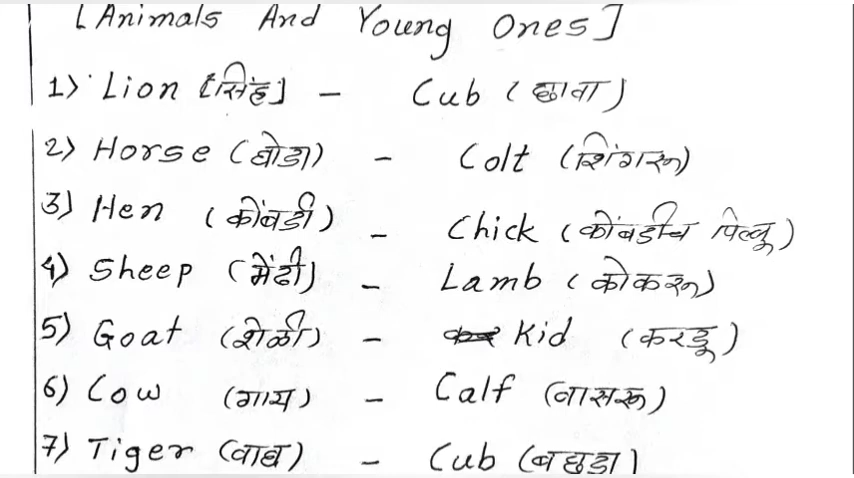 [Animals And Young Ones]
1) Lion [सिंह] - Cub (छावा)
2) Horse (घोडा) - Colt (शिंगरू)
3) Hen (कोंबडी) - Chick (कोंबडीच पिल्लू)
4) Sheep (मेंढी) - Lamb (कोकरू)
5) Goat (शेळी) - Kid (करडू)
6) Cow (गाय) - Calf (वासरू)
7) Tiger (वाघ) - Cub (बछडा)